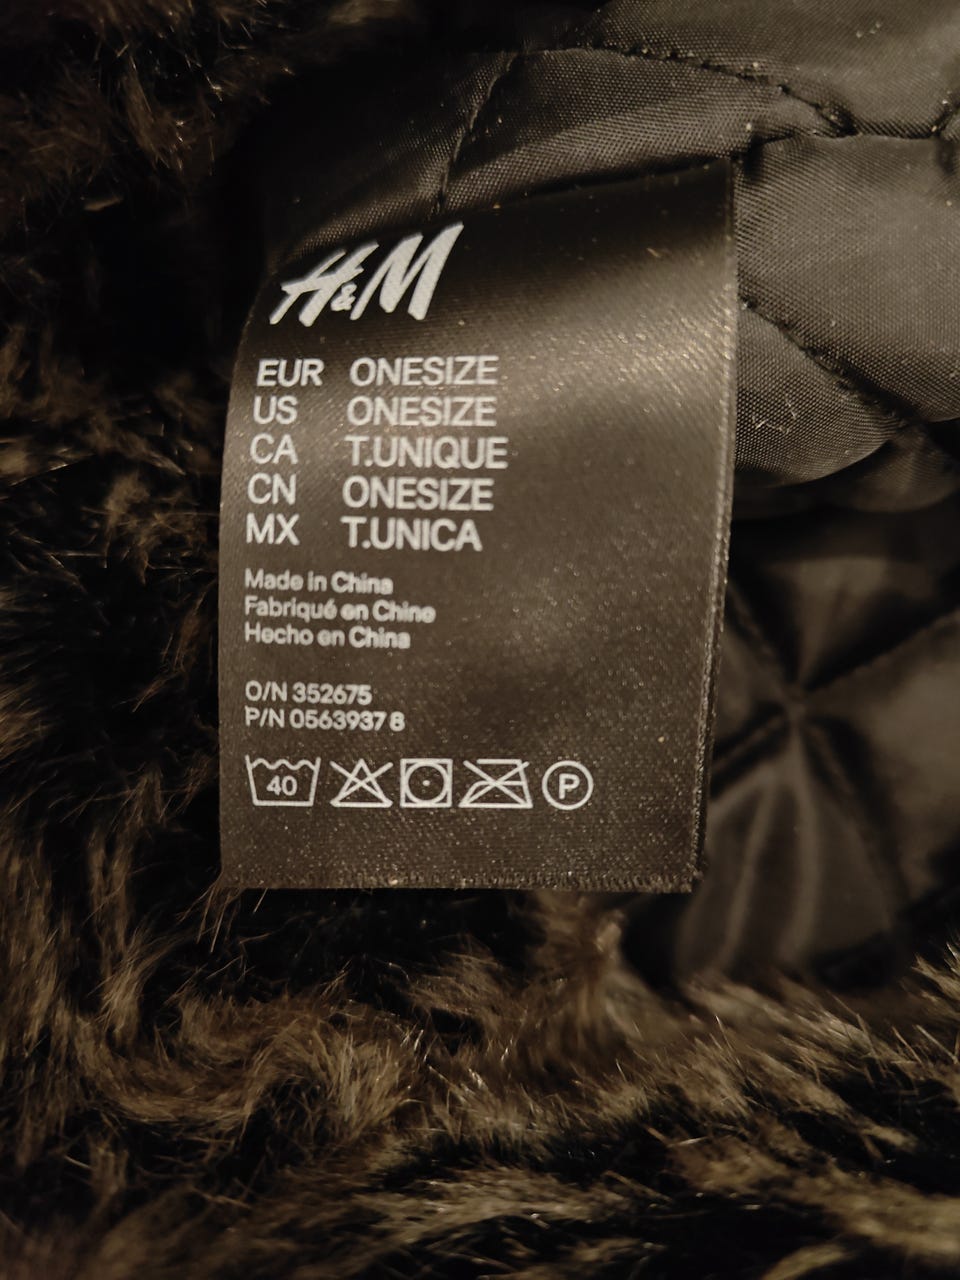 H&M
EUR ONESIZE
US ONESIZE
CA T.UNIQUE
CN ONESIZE
MX T.UNICA
Made in China
Fabriqué en Chine
Hecho en China
O/N 352675
P/N 0563937 8
40
P